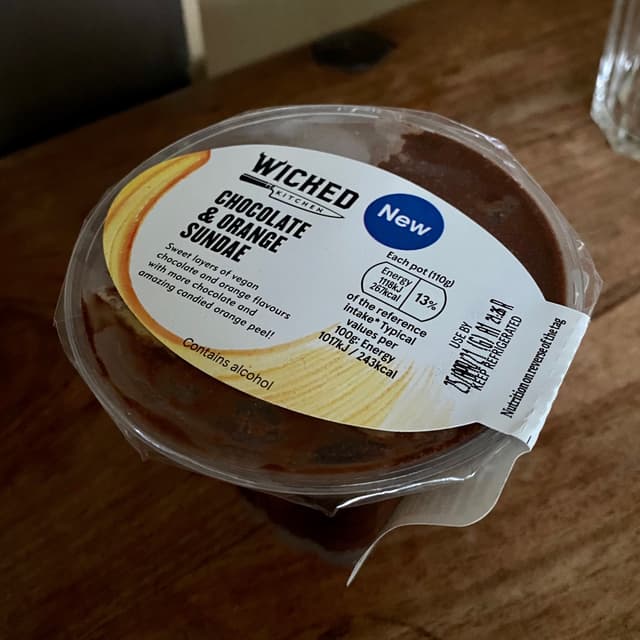 WICKED
KITCHEN
CHOCOLATE
& ORANGE
SUNDAE
Sweet layers of vegan
chocolate and orange flavours
with more chocolate and
amazing candied orange peel!
Contains alcohol
New
Each pot (110g)
Energy
1118kJ
267kcal
13%
of the reference
intake* Typical
values per
100g: Energy
1017kJ / 243kcal
USE BY
KEEP REFRIGERATED
Nutrition on reverse of this tag